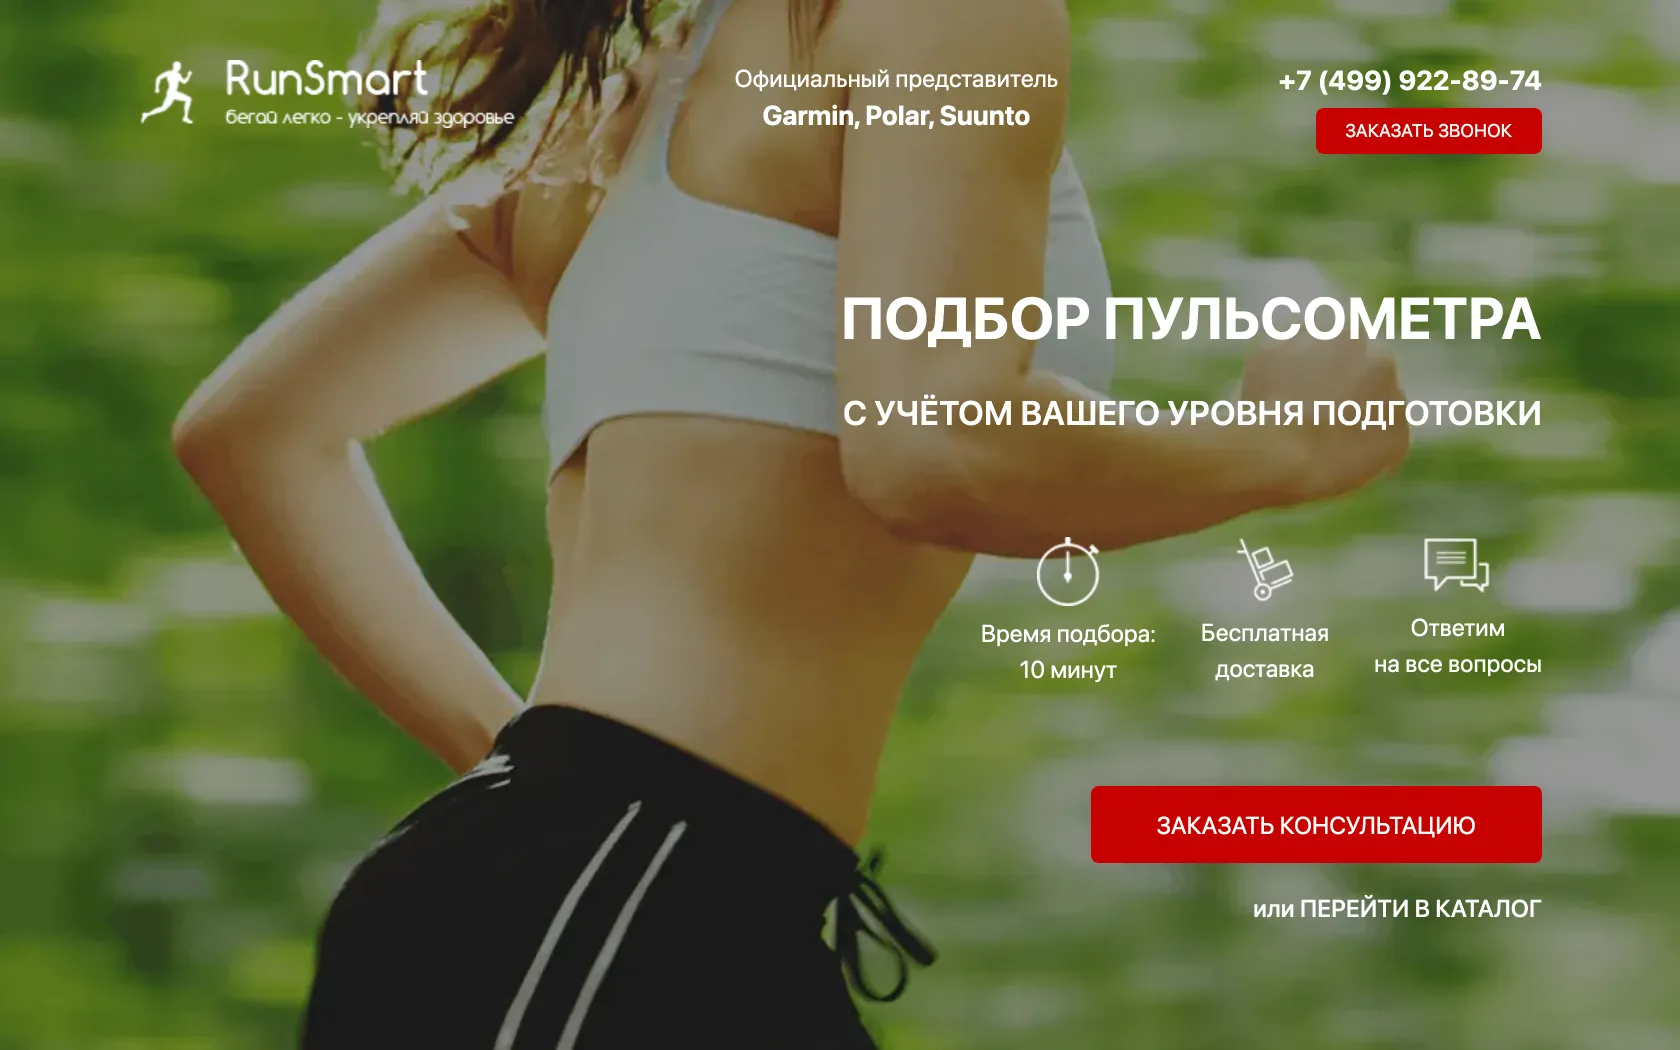 RunSmart
бегай легко - укрепляй здоровье
Официальный представитель
Garmin, Polar, Suunto
+7 (499) 922-89-74
ЗАКАЗАТЬ ЗВОНОК
ПОДБОР ПУЛЬСОМЕТРА
С УЧЁТОМ ВАШЕГО УРОВНЯ ПОДГОТОВКИ
Время подбора:
10 минут
Бесплатная
доставка
Ответим
на все вопросы
ЗАКАЗАТЬ КОНСУЛЬТАЦИЮ
или ПЕРЕЙТИ В КАТАЛОГ